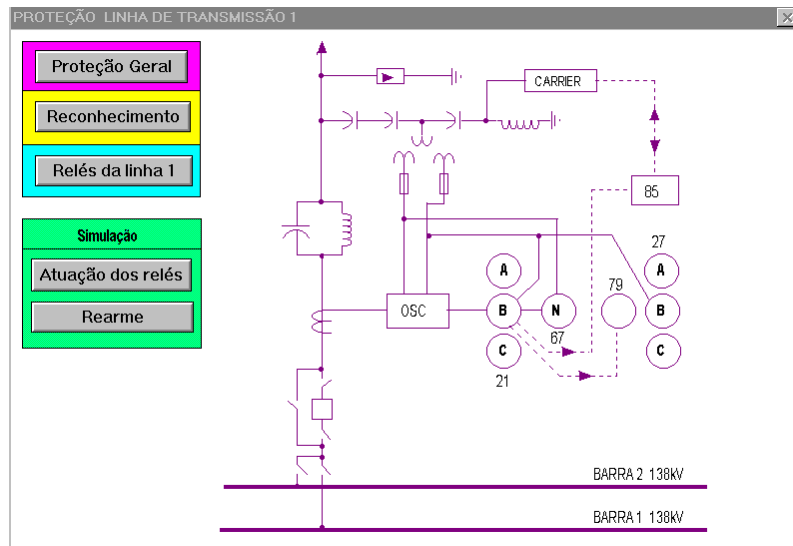 PROTEÇÃO LINHA DE TRANSMISSÃO 1
Proteção Geral
Reconhecimento
Relés da linha 1
Simulação
Atuação dos relés
Rearme
CARRIER
85
27
A
A
79
OSC
B
N
B
67
C
C
21
BARRA 2 138kV
BARRA 1 138kV